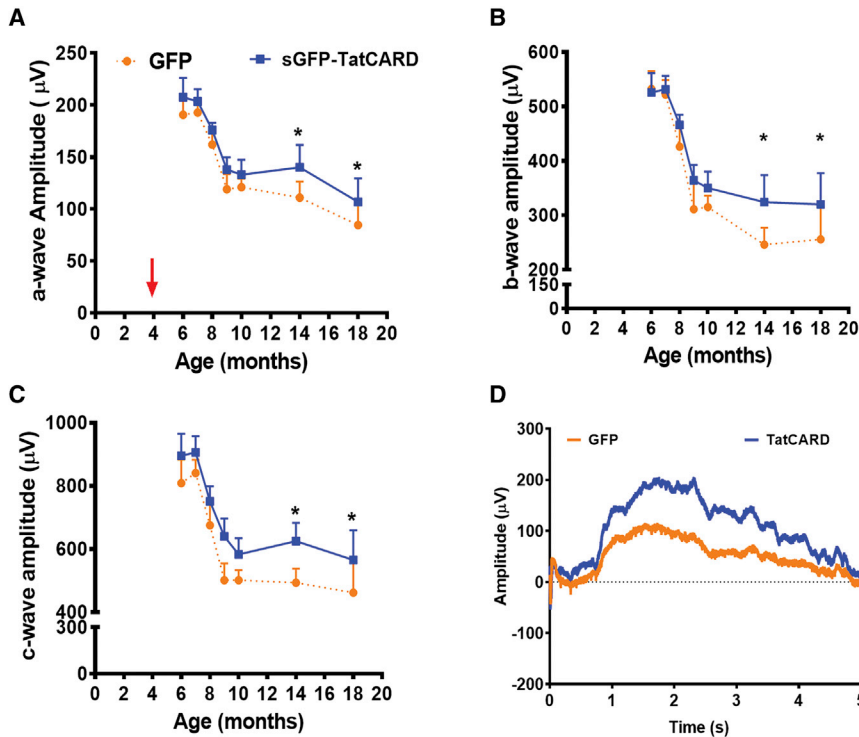 A
GFP
sGFP-TatCARD
a-wave Amplitude ( μV)
250
200
150
100
50
0
*
*
0 2 4 6 8 10 12 14 16 18 20
Age (months)
B
b-wave amplitude (μV)
600
500
400
300
200
150
0
*
*
0 2 4 6 8 10 12 14 16 18 20
Age (months)
C
c-wave amplitude (μV)
1000
800
600
400
300
0
*
*
0 2 4 6 8 10 12 14 16 18 20
Age (months)
D
GFP
TatCARD
Amplitude (μV)
300
200
100
0
-100
-200
0 1 2 3 4 5
Time (s)